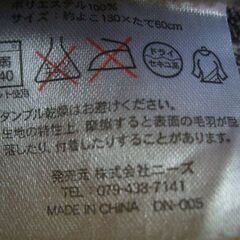 ポリエステル100%
サイズ：約よこ130×たて60cm
40
ドライ
セキユ系
タンブル乾燥はお避け下さい。
生地の特性上、摩擦すると表面の毛羽が
落したり、付着したりすることがあります。
発売元 株式会社ニーズ
TEL: 079-438-7141
MADE IN CHINA DN-005